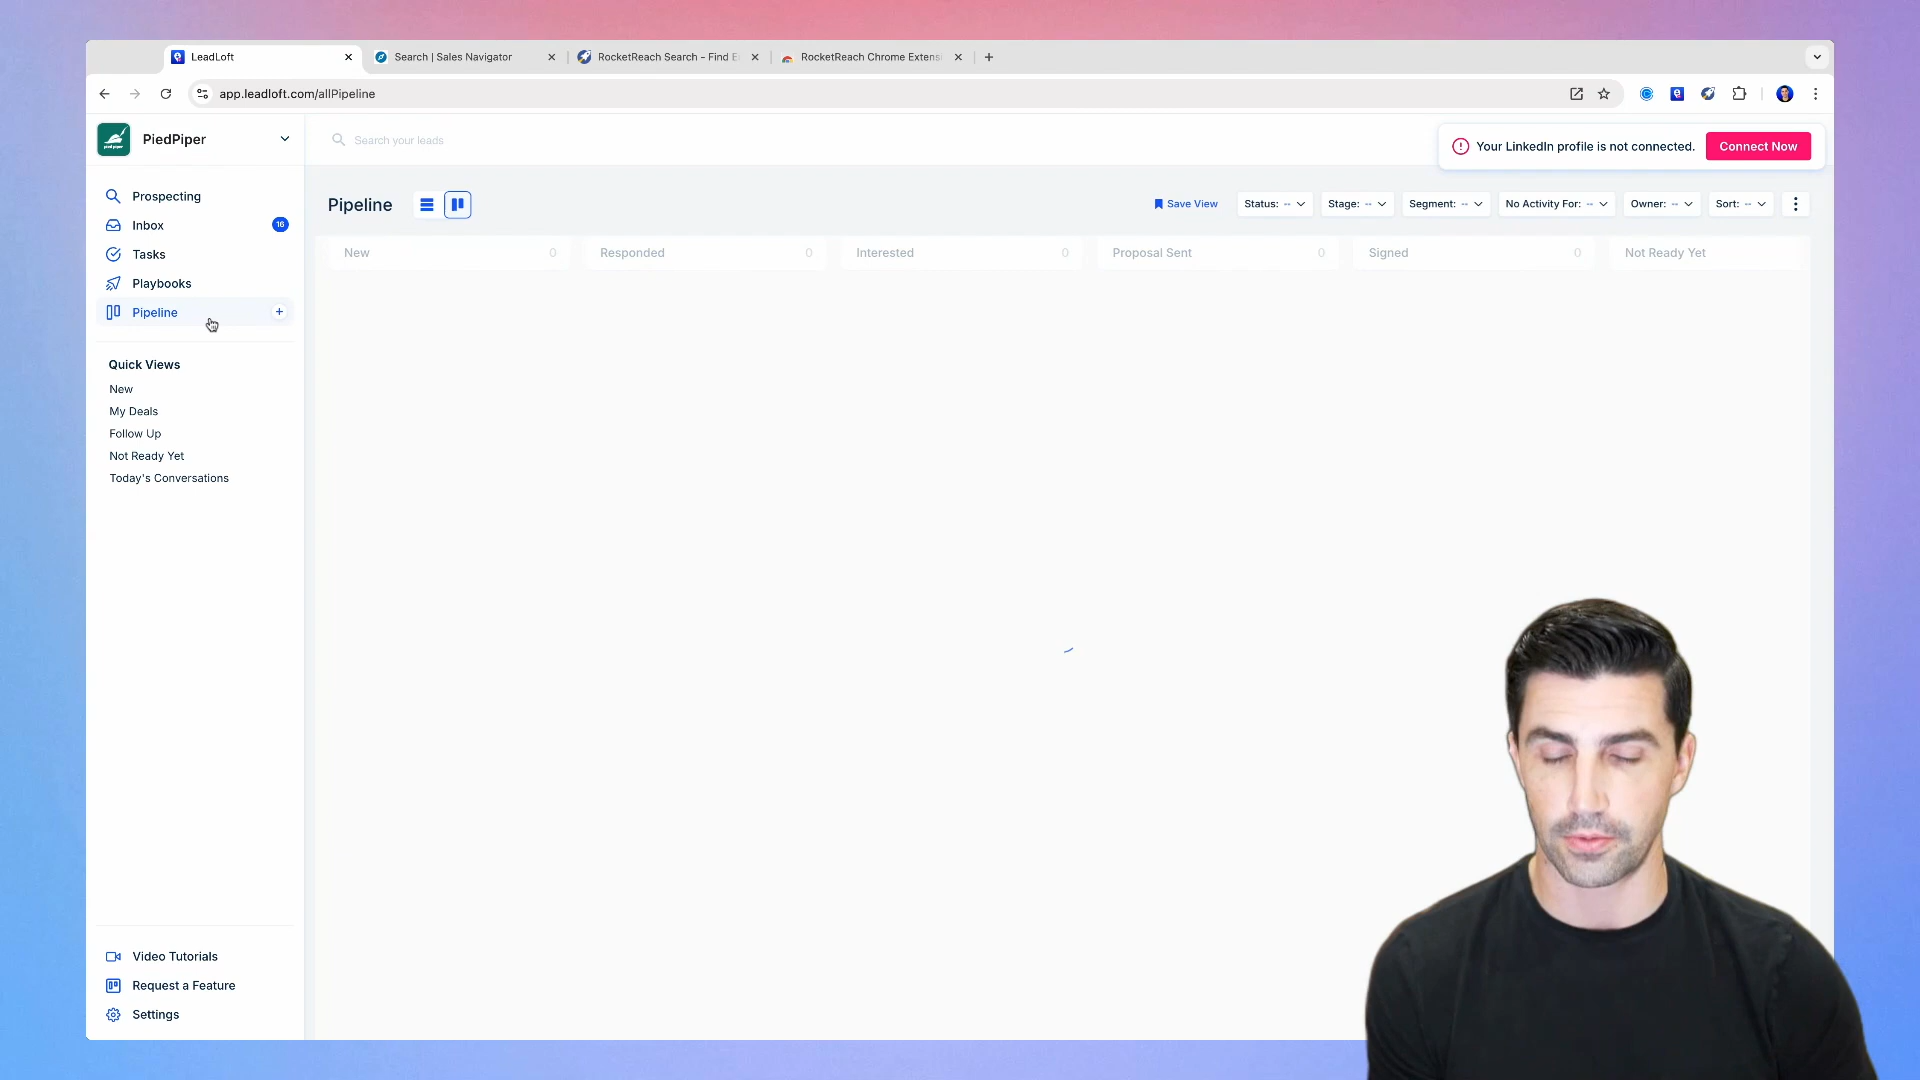 LeadLoft
Search | Sales Navigator
RocketReach Search - Find E
RocketReach Chrome Extens
app.leadloft.com/allPipeline
PiedPiper
Search your leads
Your LinkedIn profile is not connected.
Connect Now
Prospecting
Inbox
16
Tasks
Playbooks
Pipeline
Pipeline
Save View
Status: --
Stage: --
Segment: --
No Activity For: --
Owner: --
Sort: --
New 0
Responded 0
Interested 0
Proposal Sent 0
Signed 0
Not Ready Yet
Quick Views
New
My Deals
Follow Up
Not Ready Yet
Today's Conversations
Video Tutorials
Request a Feature
Settings